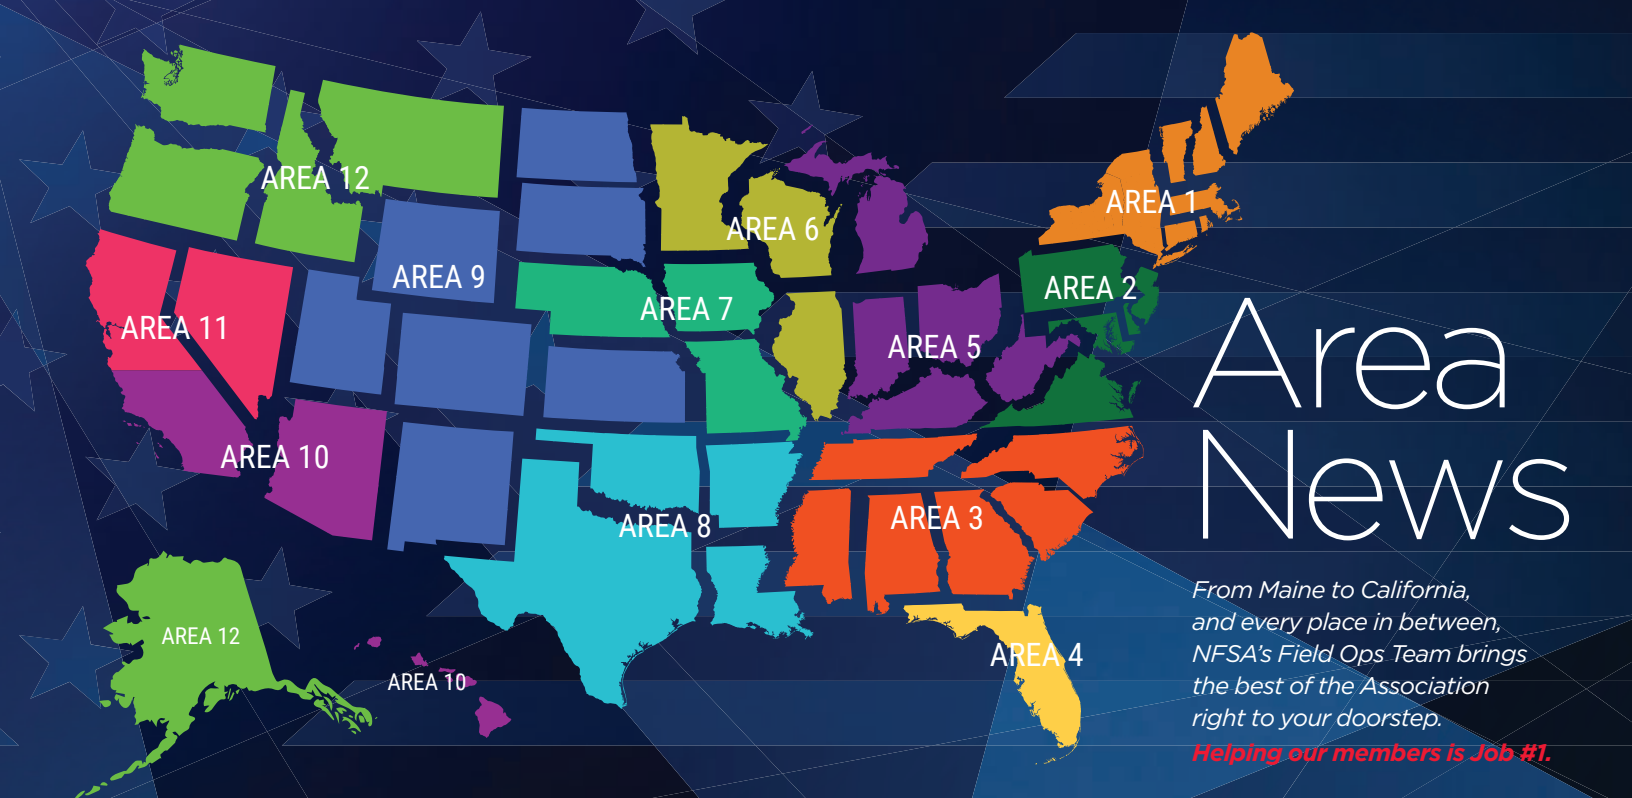 AREA 12
AREA 9
AREA 11
AREA 10
AREA 6
AREA 7
AREA 5
AREA 8
AREA 3
AREA 4
AREA 1
AREA 2
AREA 12
AREA 10
Area
News
From Maine to California,
and every place in between,
NFSA's Field Ops Team brings
the best of the Association
right to your doorstep.
Helping our members is Job #1.